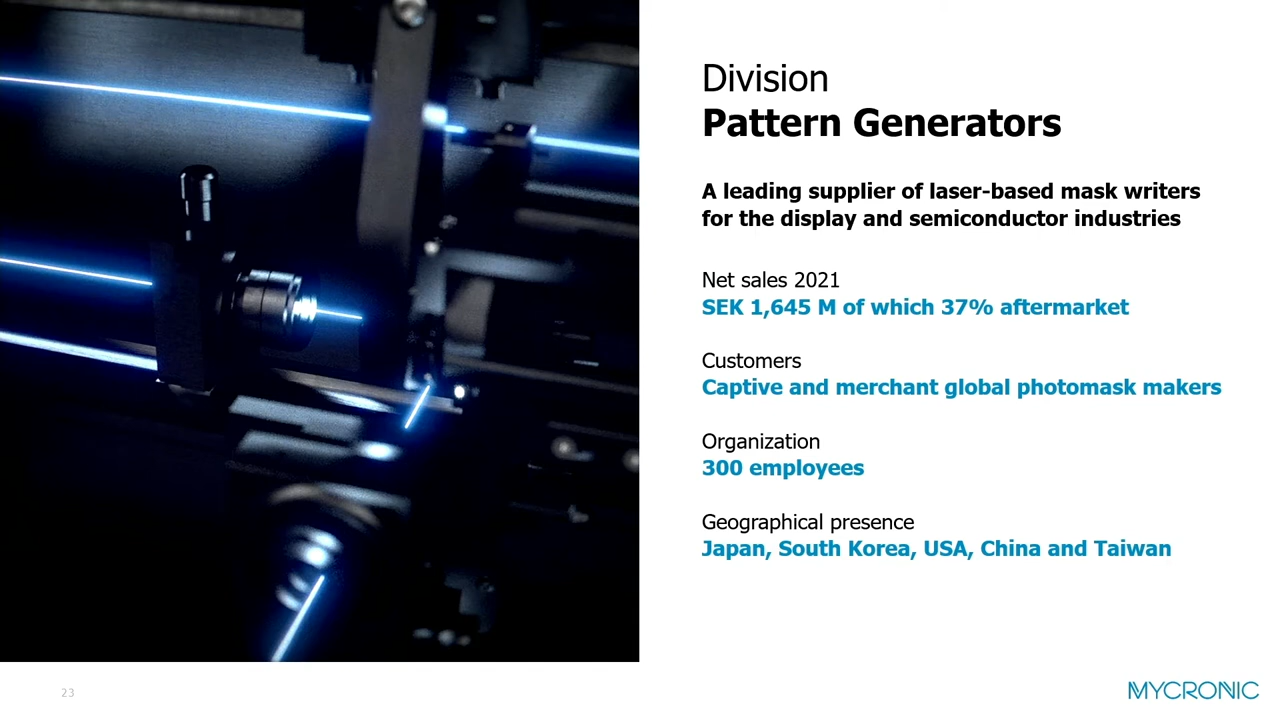 Division
Pattern Generators
A leading supplier of laser-based mask writers
for the display and semiconductor industries
Net sales 2021
SEK 1,645 M of which 37% aftermarket
Customers
Captive and merchant global photomask makers
Organization
300 employees
Geographical presence
Japan, South Korea, USA, China and Taiwan
23
MYCRONIC